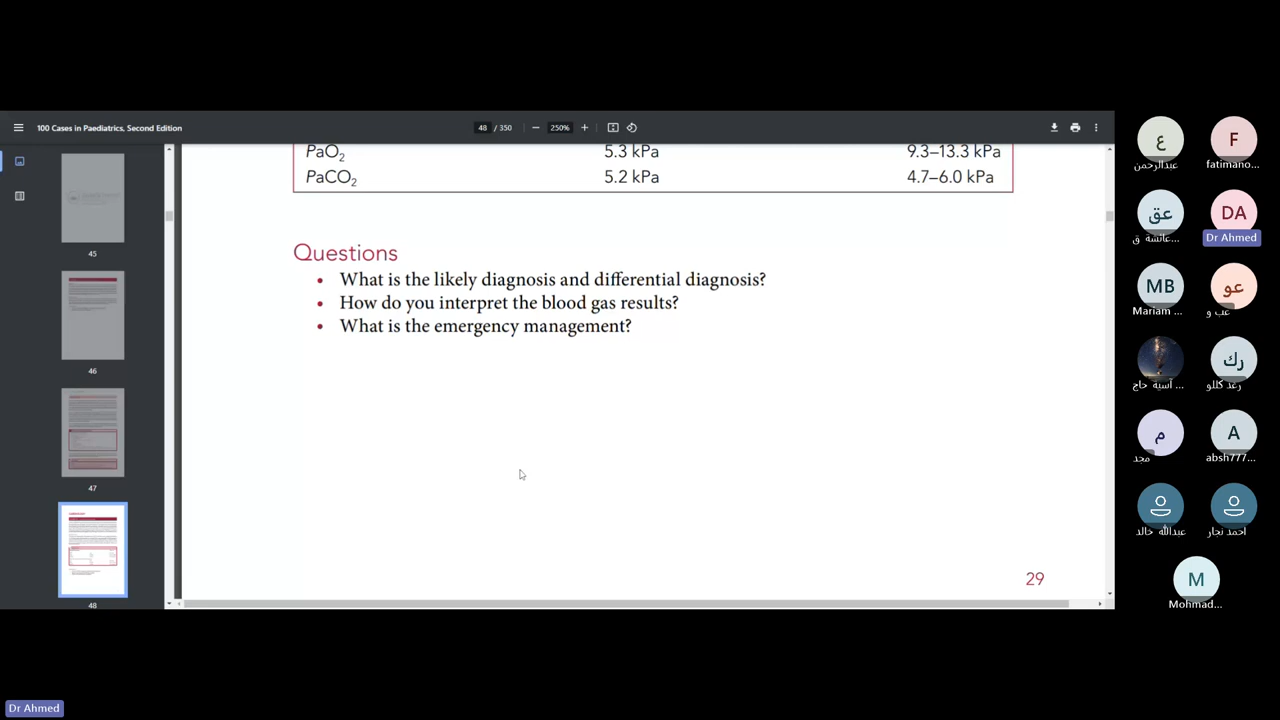 100 Cases in Paediatrics, Second Edition
48 / 350
250%
PaO2 5.3 kPa 9.3–13.3 kPa
PaCO2 5.2 kPa 4.7–6.0 kPa
Questions
• What is the likely diagnosis and differential diagnosis?
• How do you interpret the blood gas results?
• What is the emergency management?
29
45
46
47
48
ع
عبدالرحمن
F
fatimano...
عق
عائشة ق...
DA
Dr Ahmed
MB
Mariam ...
عو
عب و
آسية حاج ...
رك
رغد كللو
م
مجد
A
absh777...
عبدالله خالد
احمد نجار
M
Mohmad...
Dr Ahmed